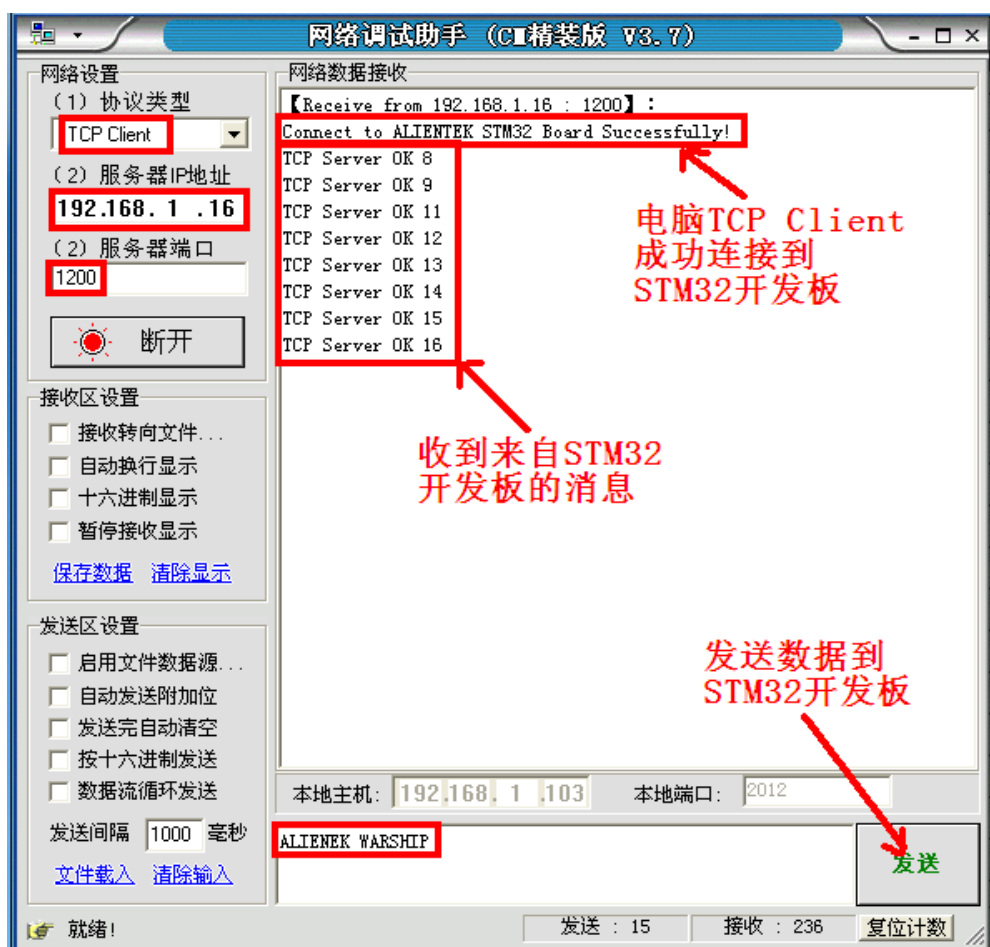 网络调试助手 (CⅢ精装版 V3.7)
网络设置
(1) 协议类型
TCP Client
(2) 服务器IP地址
192.168. 1 .16
(2) 服务器端口
1200
断开
接收区设置
接收转向文件...
自动换行显示
十六进制显示
暂停接收显示
保存数据 清除显示
发送区设置
启用文件数据源...
自动发送附加位
发送完自动清空
按十六进制发送
数据流循环发送
发送间隔 1000 毫秒
文件载入 清除输入
网络数据接收
【Receive from 192.168.1.16 : 1200】:
Connect to ALIENTEK STM32 Board Successfully!
TCP Server OK 8
TCP Server OK 9
TCP Server OK 11
TCP Server OK 12
TCP Server OK 13
TCP Server OK 14
TCP Server OK 15
TCP Server OK 16
电脑TCP Client
成功连接到
STM32开发板
收到来自STM32
开发板的消息
发送数据到
STM32开发板
本地主机: 192.168. 1 .103 本地端口: 2012
ALIENEK WARSHIP
发送
就绪!
发送 : 15 接收 : 236 复位计数